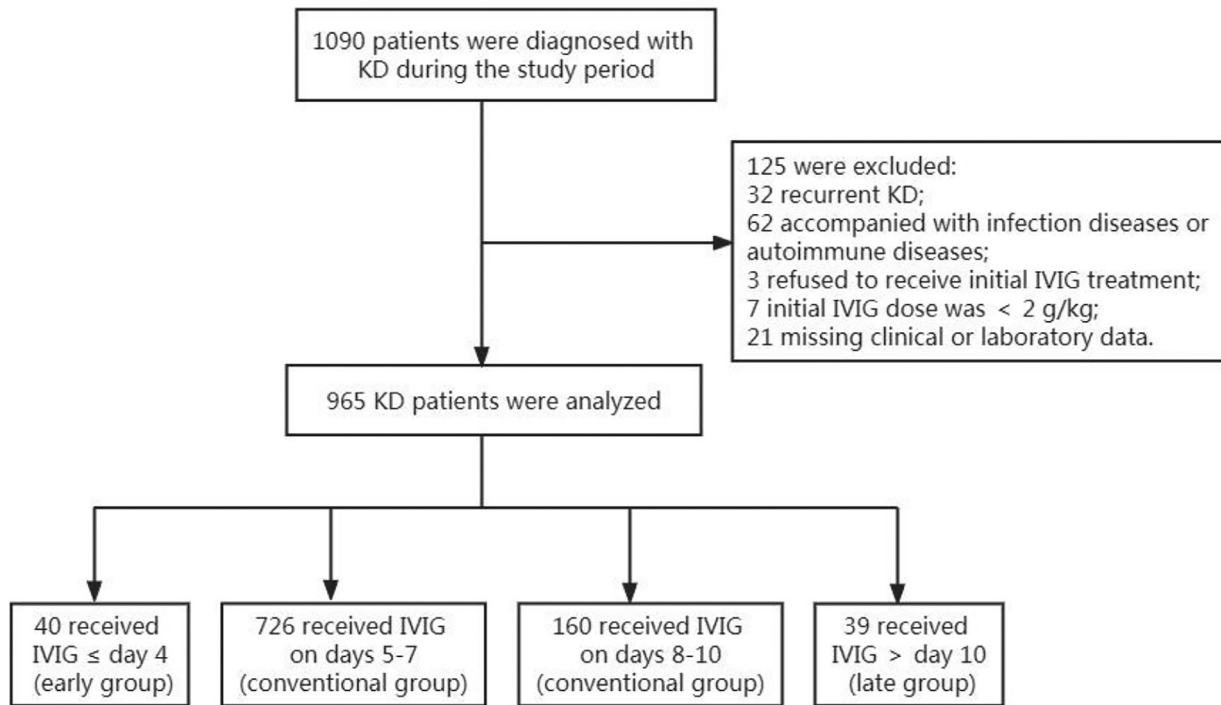 1090 patients were diagnosed with
KD during the study period
125 were excluded:
32 recurrent KD;
62 accompanied with infection diseases or
autoimmune diseases;
3 refused to receive initial IVIG treatment;
7 initial IVIG dose was < 2 g/kg;
21 missing clinical or laboratory data.
965 KD patients were analyzed
40 received
IVIG ≤ day 4
(early group)
726 received IVIG
on days 5-7
(conventional group)
160 received IVIG
on days 8-10
(conventional group)
39 received
IVIG > day 10
(late group)